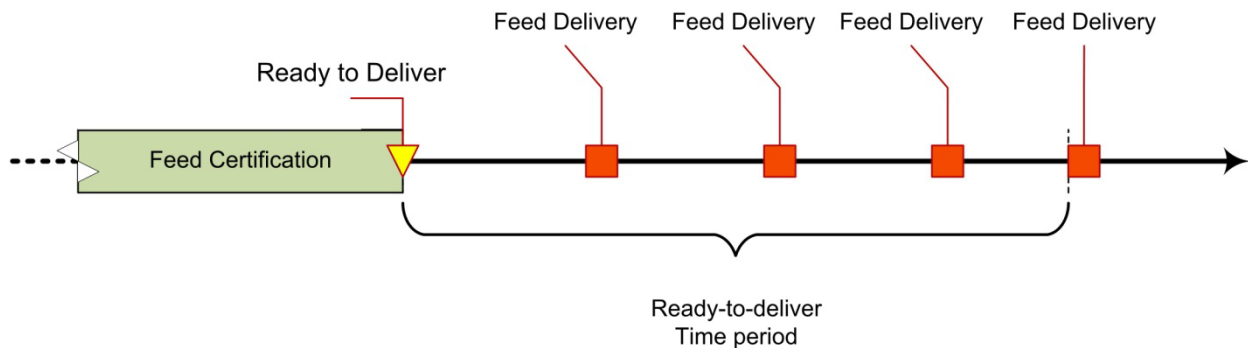 Feed Delivery
Feed Delivery
Feed Delivery
Feed Delivery
Ready to Deliver
Feed Certification
Ready-to-deliver
Time period